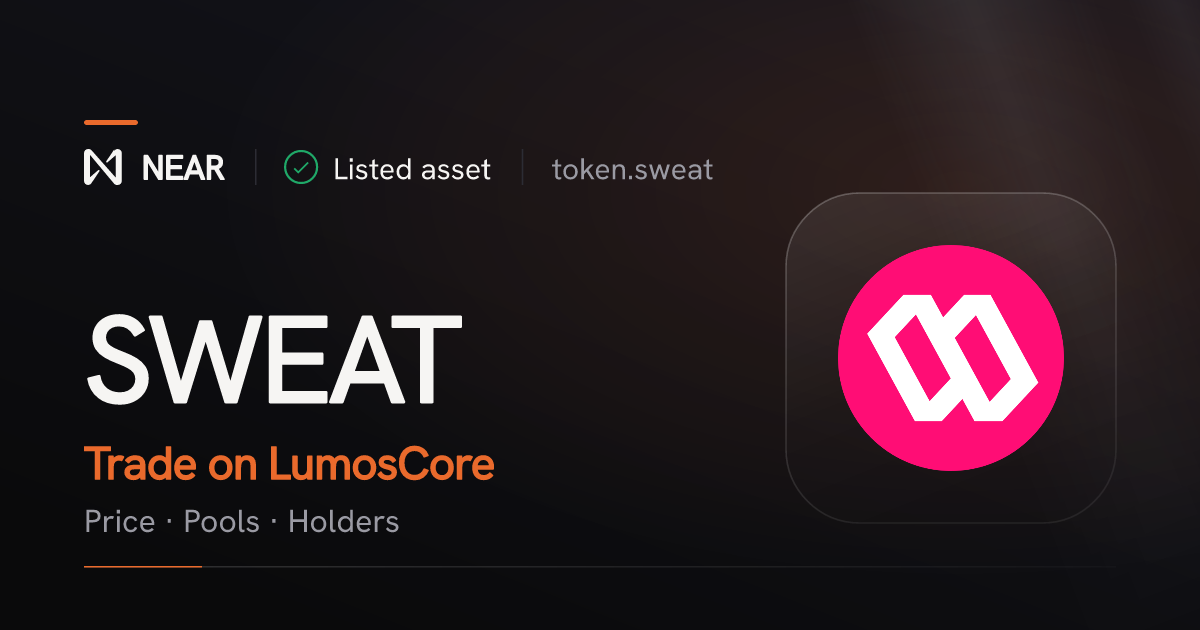 NEAR Listed asset token.sweat
SWEAT
Trade on LumosCore
Price · Pools · Holders